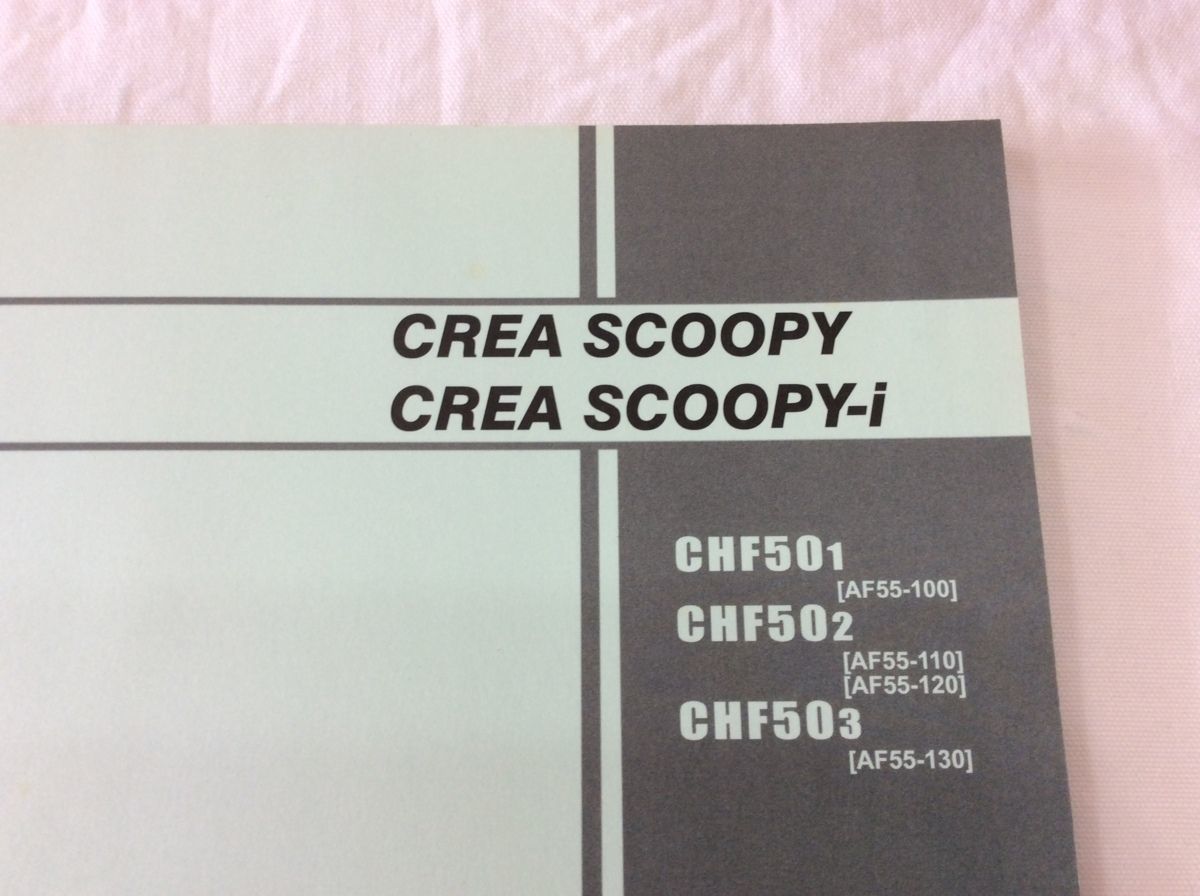 CREA SCOOPY
CREA SCOOPY-i
CHF501
[AF55-100]
CHF502
[AF55-110]
[AF55-120]
CHF503
[AF55-130]